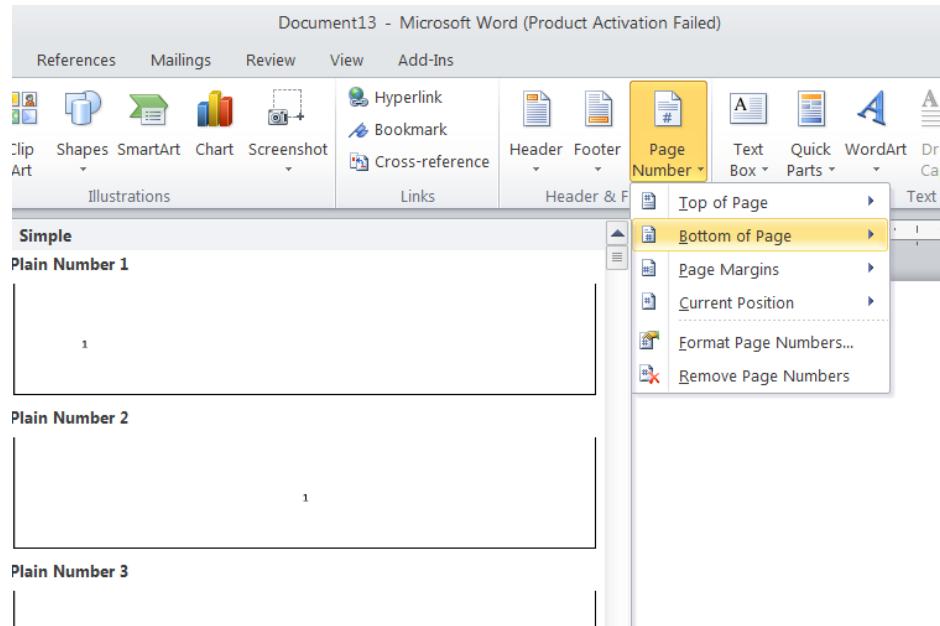 Document13 - Microsoft Word (Product Activation Failed)
References Mailings Review View Add-Ins
Hyperlink
Bookmark
Cross-reference
Clip Art
Shapes
SmartArt
Chart
Screenshot
Header
Footer
Page Number
Text Box
Quick Parts
WordArt
Illustrations
Links
Header & F
Text
Top of Page
Bottom of Page
Page Margins
Current Position
Format Page Numbers...
Remove Page Numbers
Simple
Plain Number 1
1
Plain Number 2
1
Plain Number 3